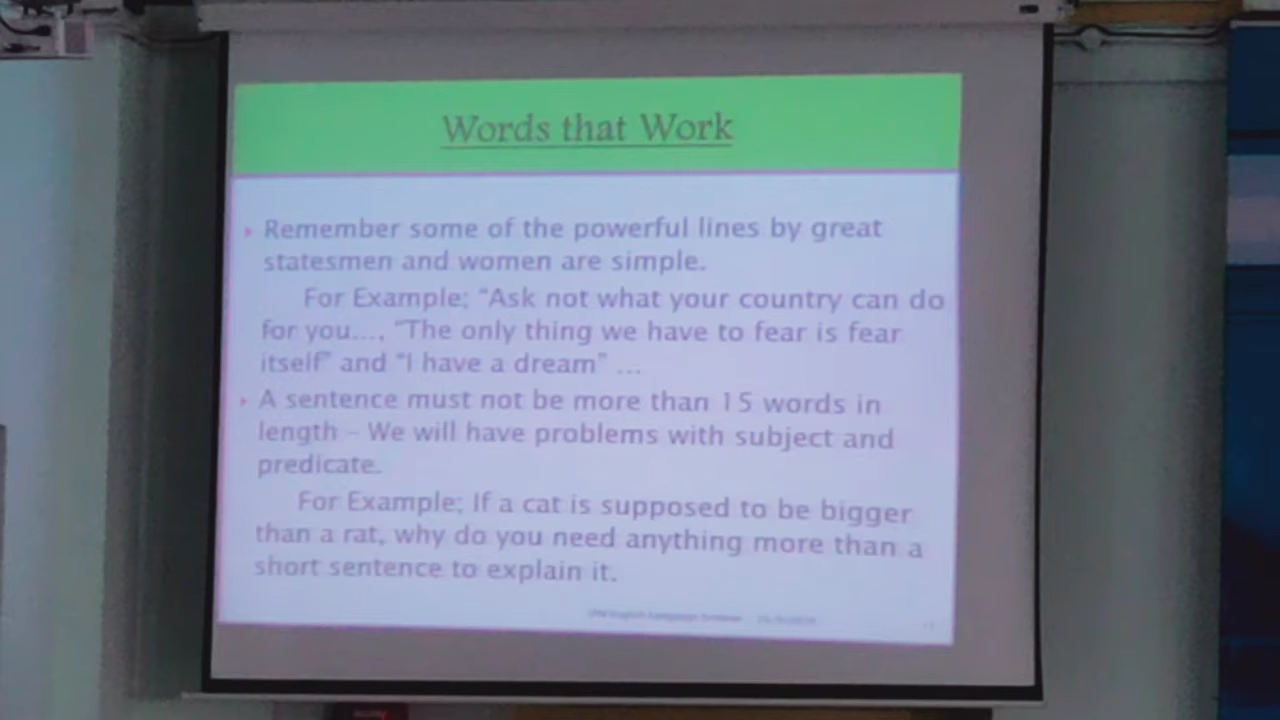 Words that Work
Remember some of the powerful lines by great
statesmen and women are simple.
For Example; “Ask not what your country can do
for you..., “The only thing we have to fear is fear
itself” and “I have a dream” ...
A sentence must not be more than 15 words in
length – We will have problems with subject and
predicate.
For Example; If a cat is supposed to be bigger
than a rat, why do you need anything more than a
short sentence to explain it.